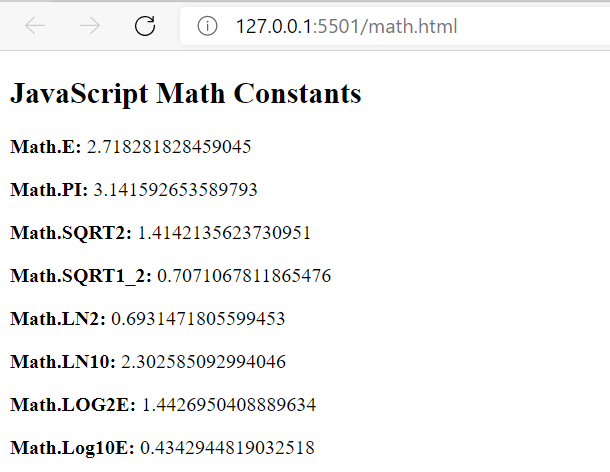 127.0.0.1:5501/math.html
JavaScript Math Constants
Math.E: 2.718281828459045
Math.PI: 3.141592653589793
Math.SQRT2: 1.4142135623730951
Math.SQRT1_2: 0.7071067811865476
Math.LN2: 0.6931471805599453
Math.LN10: 2.302585092994046
Math.LOG2E: 1.4426950408889634
Math.Log10E: 0.4342944819032518